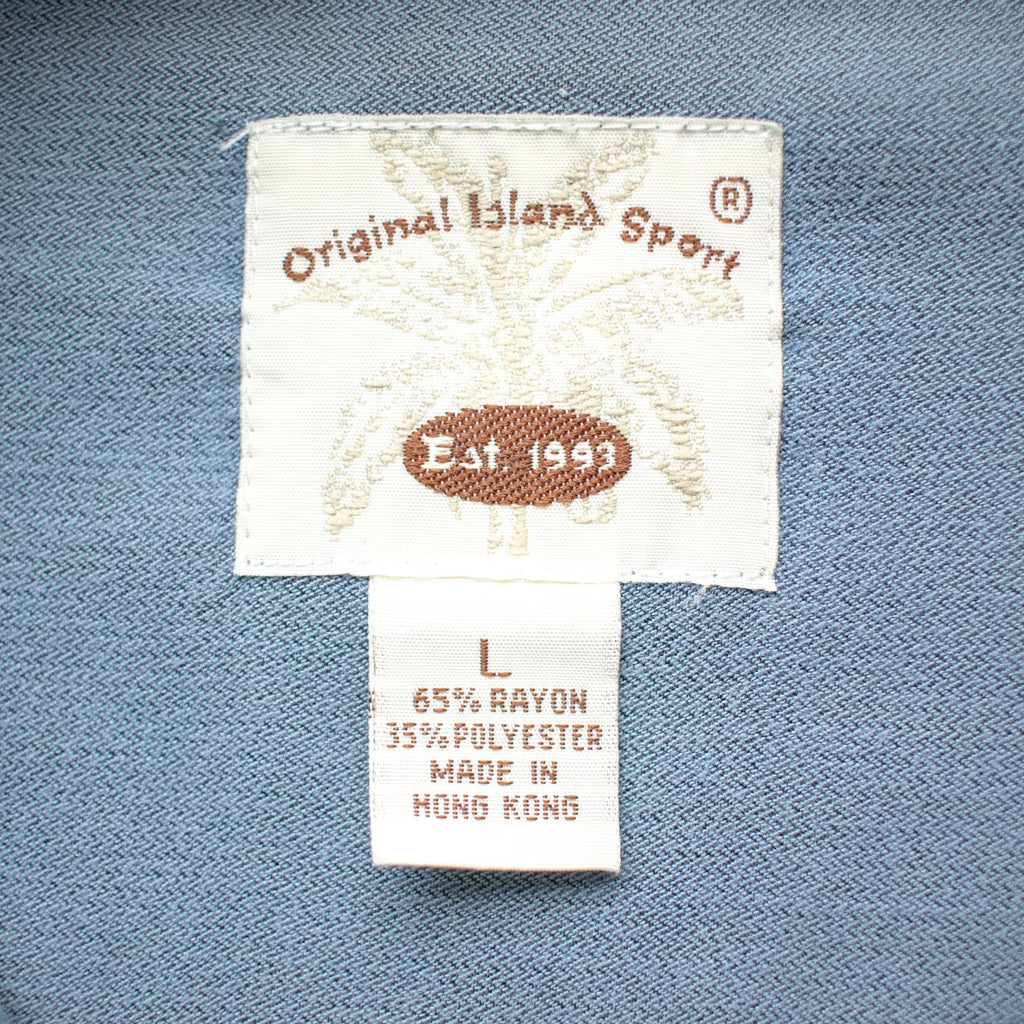 Original Island Sport ®
Est. 1993
L
65% RAYON
35% POLYESTER
MADE IN
HONG KONG